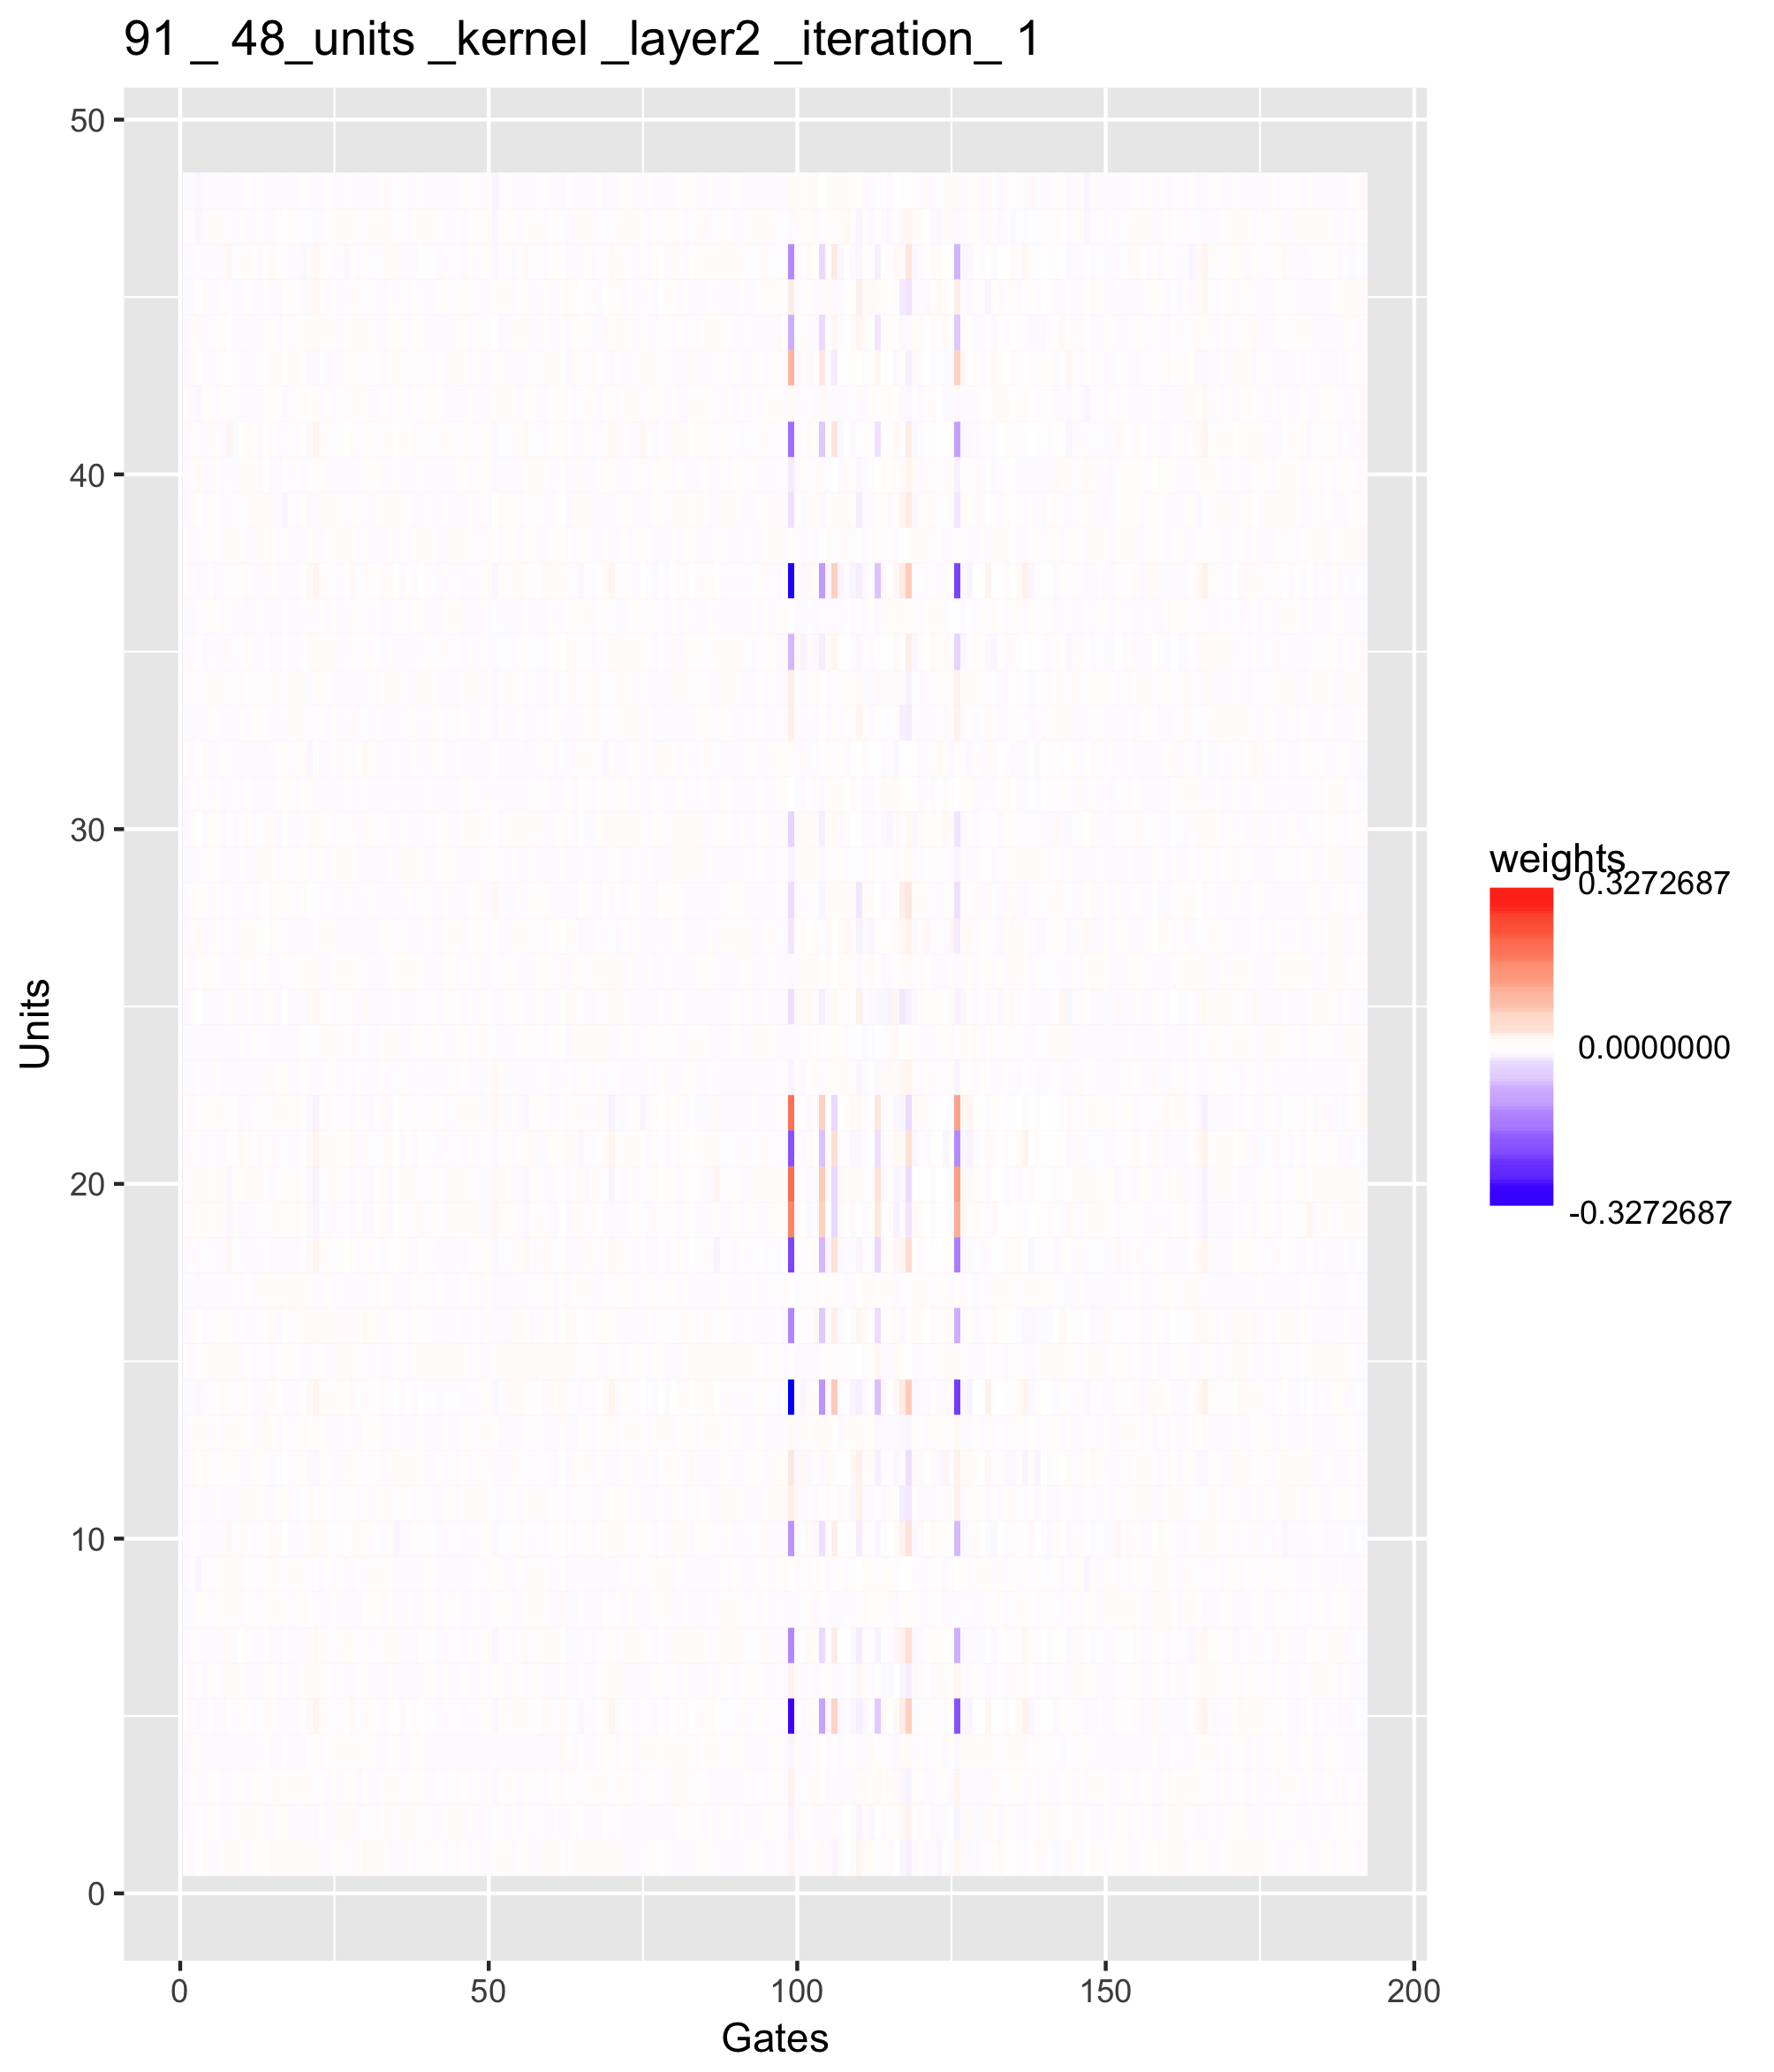 91 _ 48_units _kernel _layer2 _iteration_ 1
50
40
30
20
10
0
Units
0 50 100 150 200
Gates
weights
0.3272687
0.0000000
-0.3272687